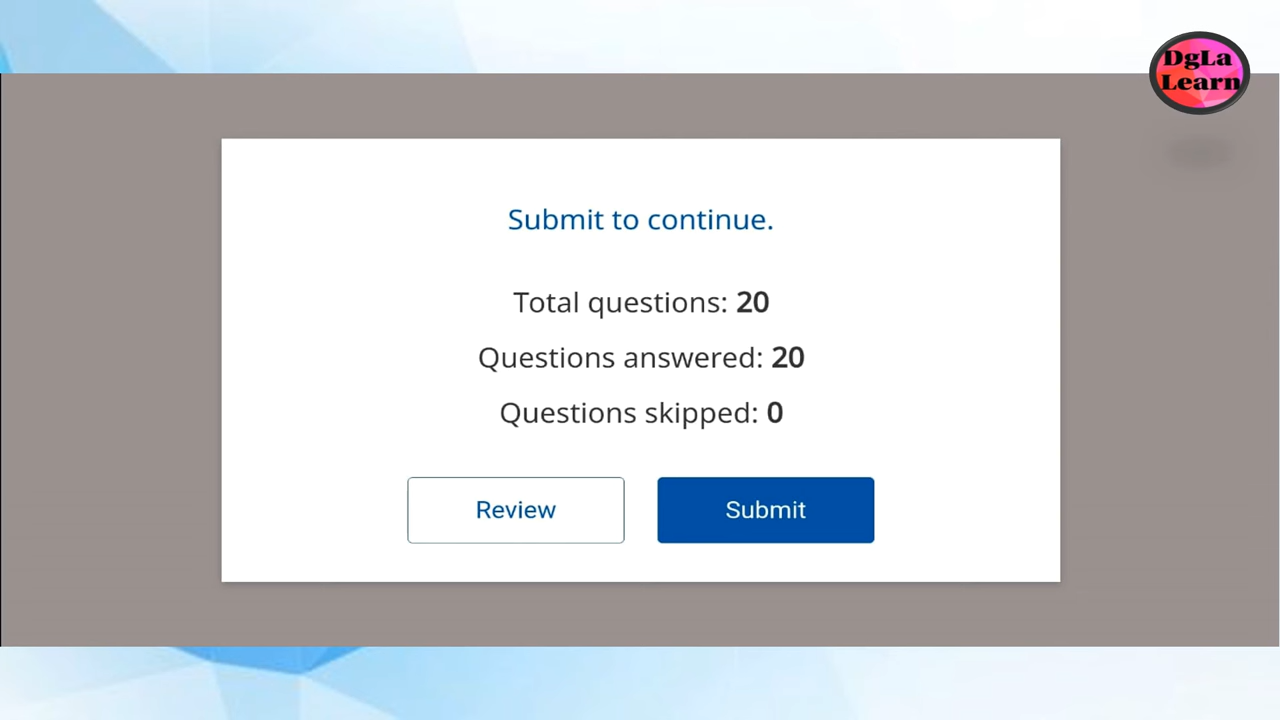 DgLa
Learn
Submit to continue.
Total questions: 20
Questions answered: 20
Questions skipped: 0
Review
Submit